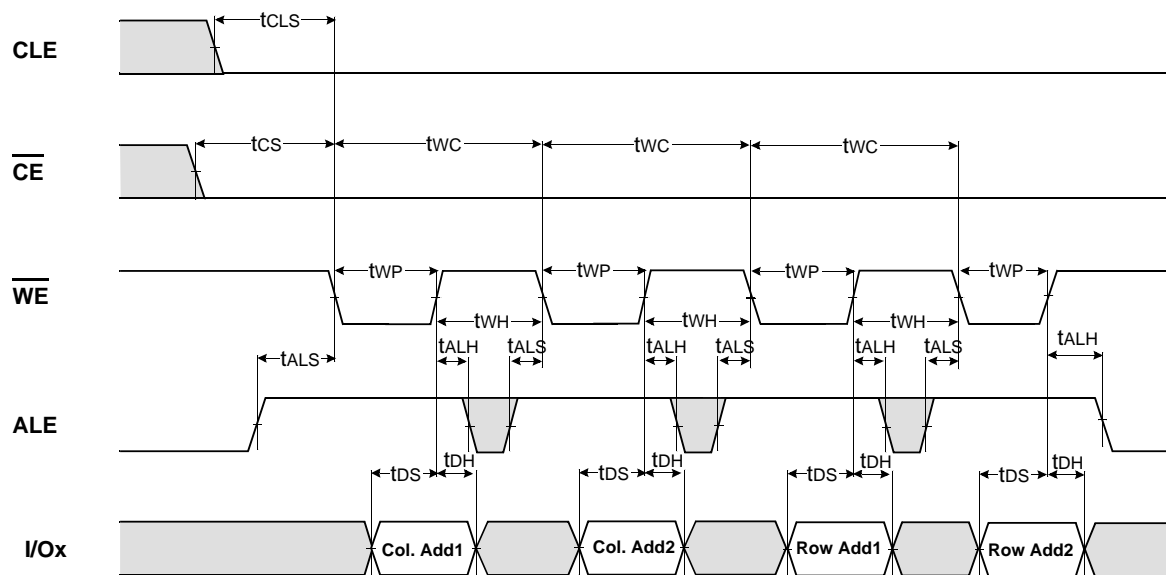 CLE
tCLS
CE
tCS tWC tWC tWC
WE
tWP tWP tWP tWP
tWH tWH tWH
tALS tALH tALS tALH tALS tALH tALS tALH
ALE
tDS tDH tDS tDH tDS tDH tDS tDH
I/Ox
Col. Add1 Col. Add2 Row Add1 Row Add2